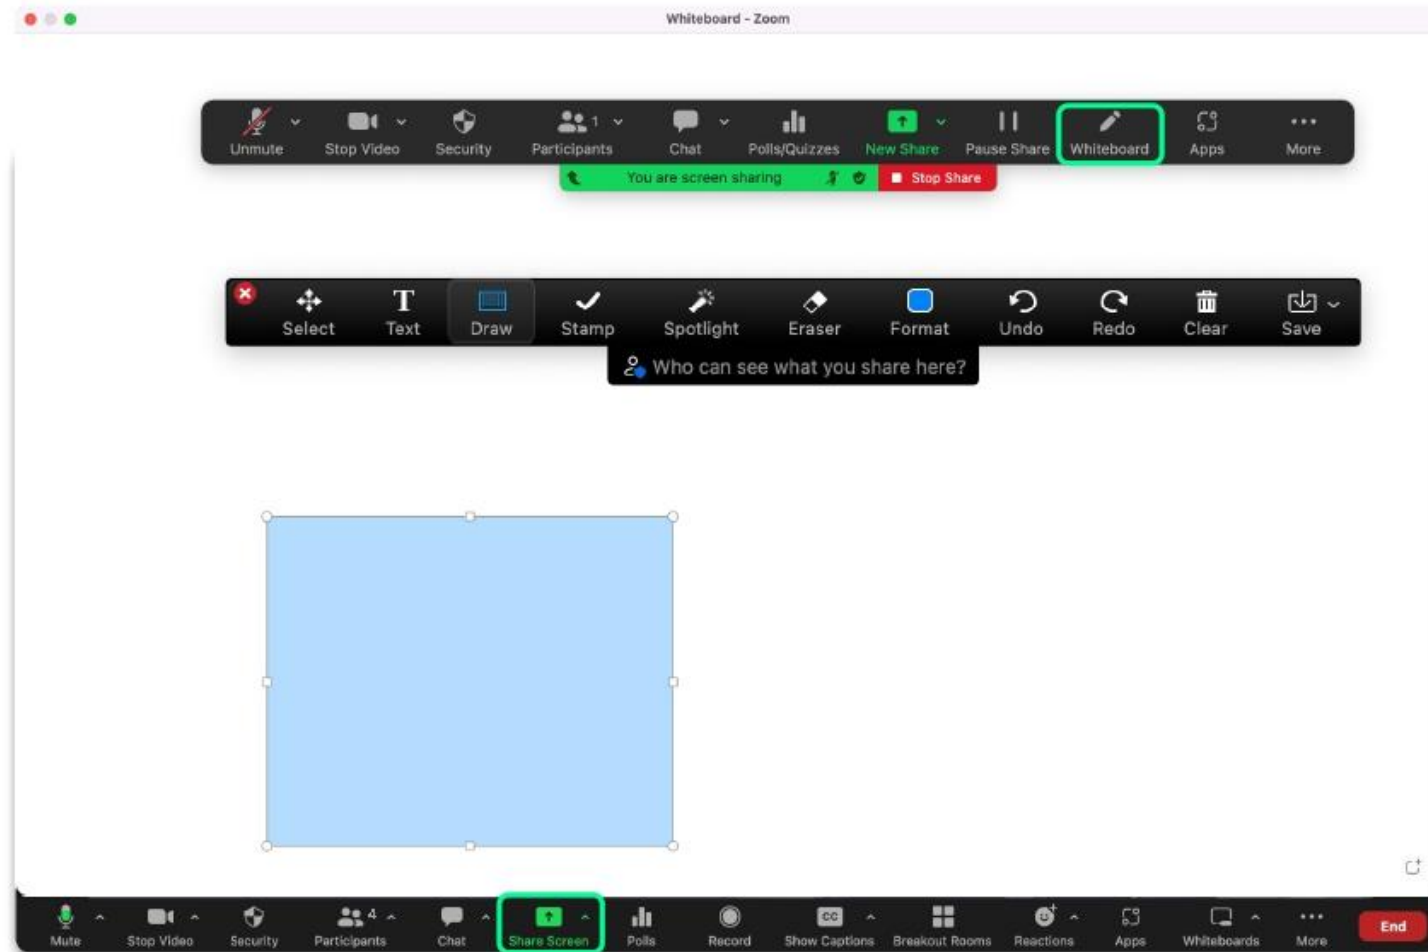 Whiteboard - Zoom
Unmute Stop Video Security Participants 1 Chat Polls/Quizzes New Share Pause Share Whiteboard Apps More
You are screen sharing Stop Share
Select Text Draw Stamp Spotlight Eraser Format Undo Redo Clear Save
Who can see what you share here?
Mute Stop Video Security Participants 4 Chat Share Screen Polls Record CC Show Captions Breakout Rooms Reactions Apps Whiteboards More End